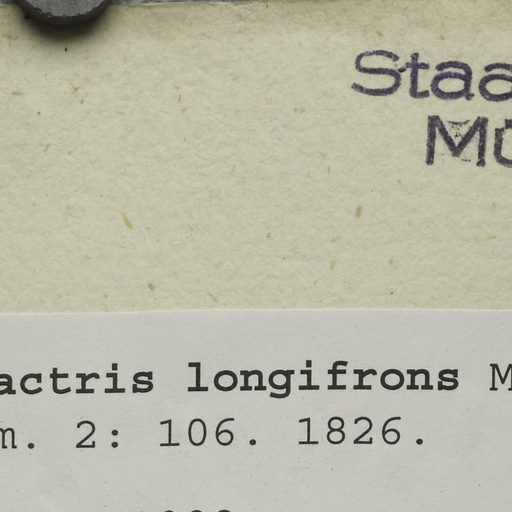 Staa
Mü
actris longifrons M
m. 2: 106. 1826.